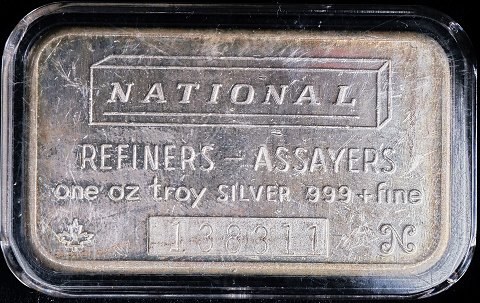 NATIONAL
REFINERS - ASSAYERS
one oz troy SILVER 999+fine
138311 N